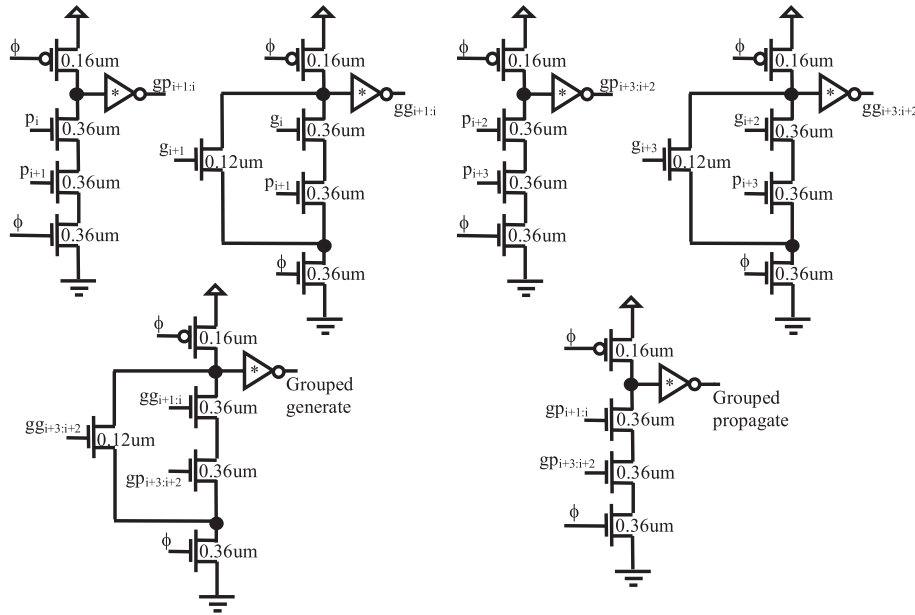 ϕ
0.16um
*
gpi+1:i
pi
0.36um
pi+1
0.36um
ϕ
0.36um
ϕ
0.16um
*
ggi+1:i
gi
0.36um
gi+1
0.12um
pi+1
0.36um
ϕ
0.36um
ϕ
0.16um
*
gpi+3:i+2
pi+2
0.36um
pi+3
0.36um
ϕ
0.36um
ϕ
0.16um
*
ggi+3:i+2
gi+2
0.36um
gi+3
0.12um
pi+3
0.36um
ϕ
0.36um
ϕ
0.16um
*
Grouped
generate
ggi+1:i
0.36um
ggi+3:i+2
0.12um
gpi+3:i+2
0.36um
ϕ
0.36um
ϕ
0.16um
*
Grouped
propagate
gpi+1:i
0.36um
gpi+3:i+2
0.36um
ϕ
0.36um